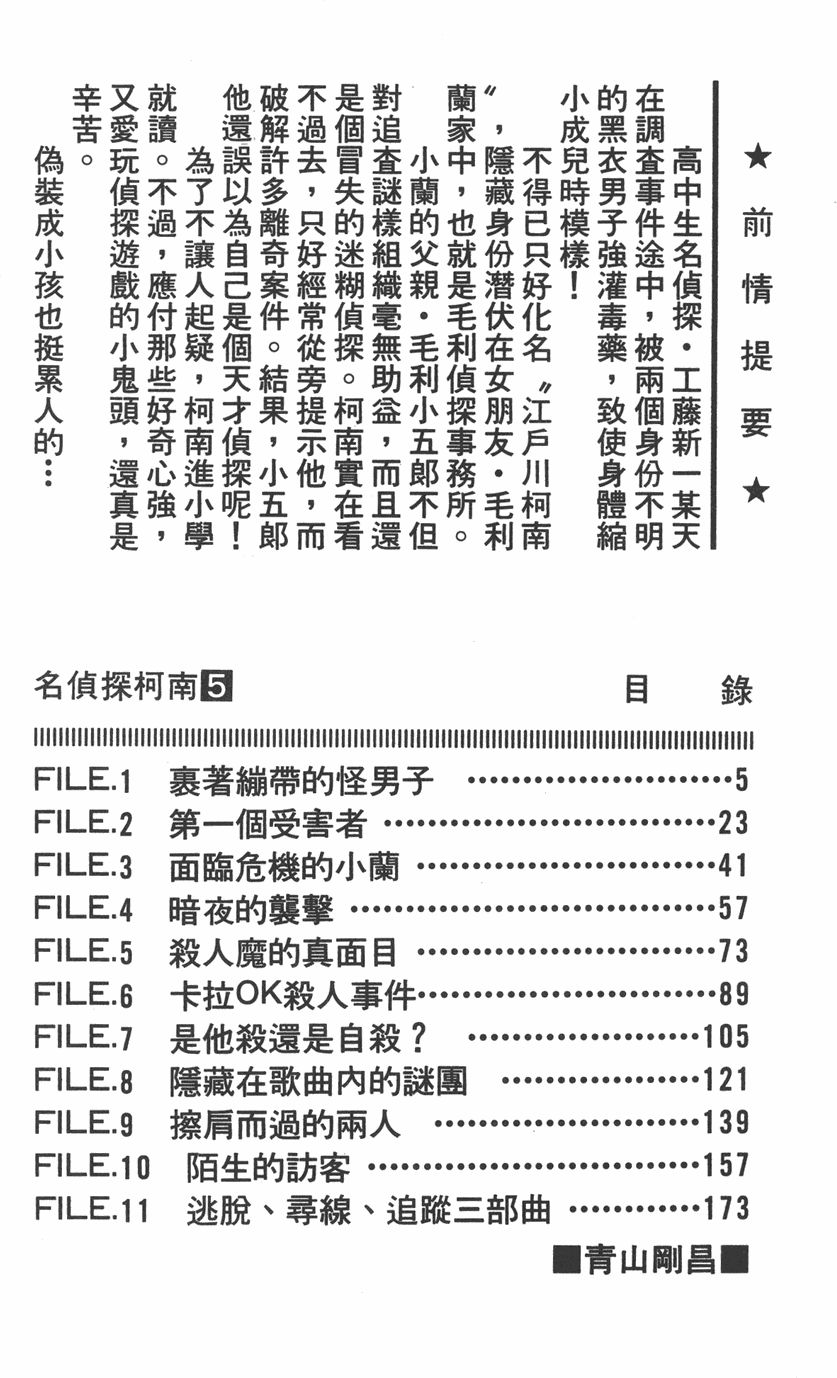 ★前情提要★
高中生名偵探·工藤新一某天
在調查事件途中，被兩個身份不明
的黑衣男子強灌毒藥，致使身體縮
小成兒時模樣！
不得已只好化名〝江戶川柯南
〞，隱藏身份潛伏在女朋友·毛利
蘭家中，也就是毛利偵探事務所。
小蘭的父親·毛利小五郎不但
對追查謎樣組織毫無助益，而且還
是個冒失的迷糊偵探。柯南實在看
不過去，只好經常從旁提示他，而
破解許多離奇案件。結果，小五郎
他還誤以為自己是個天才偵探呢！
為了不讓人起疑，柯南進小學
就讀。不過，應付那些好奇心強，
又愛玩偵探遊戲的小鬼頭，還真是
辛苦。
偽裝成小孩也挺累人的…
名偵探柯南5 目錄
FILE.1 裹著繃帶的怪男子 ……………………5
FILE.2 第一個受害者 ……………………23
FILE.3 面臨危機的小蘭 ……………………41
FILE.4 暗夜的襲擊 ……………………57
FILE.5 殺人魔的真面目 ……………………73
FILE.6 卡拉OK殺人事件……………………89
FILE.7 是他殺還是自殺？ ……………………105
FILE.8 隱藏在歌曲內的謎團 ………………121
FILE.9 擦肩而過的兩人 ……………………139
FILE.10 陌生的訪客 ……………………157
FILE.11 逃脫、尋線、追蹤三部曲 …………173
■青山剛昌■